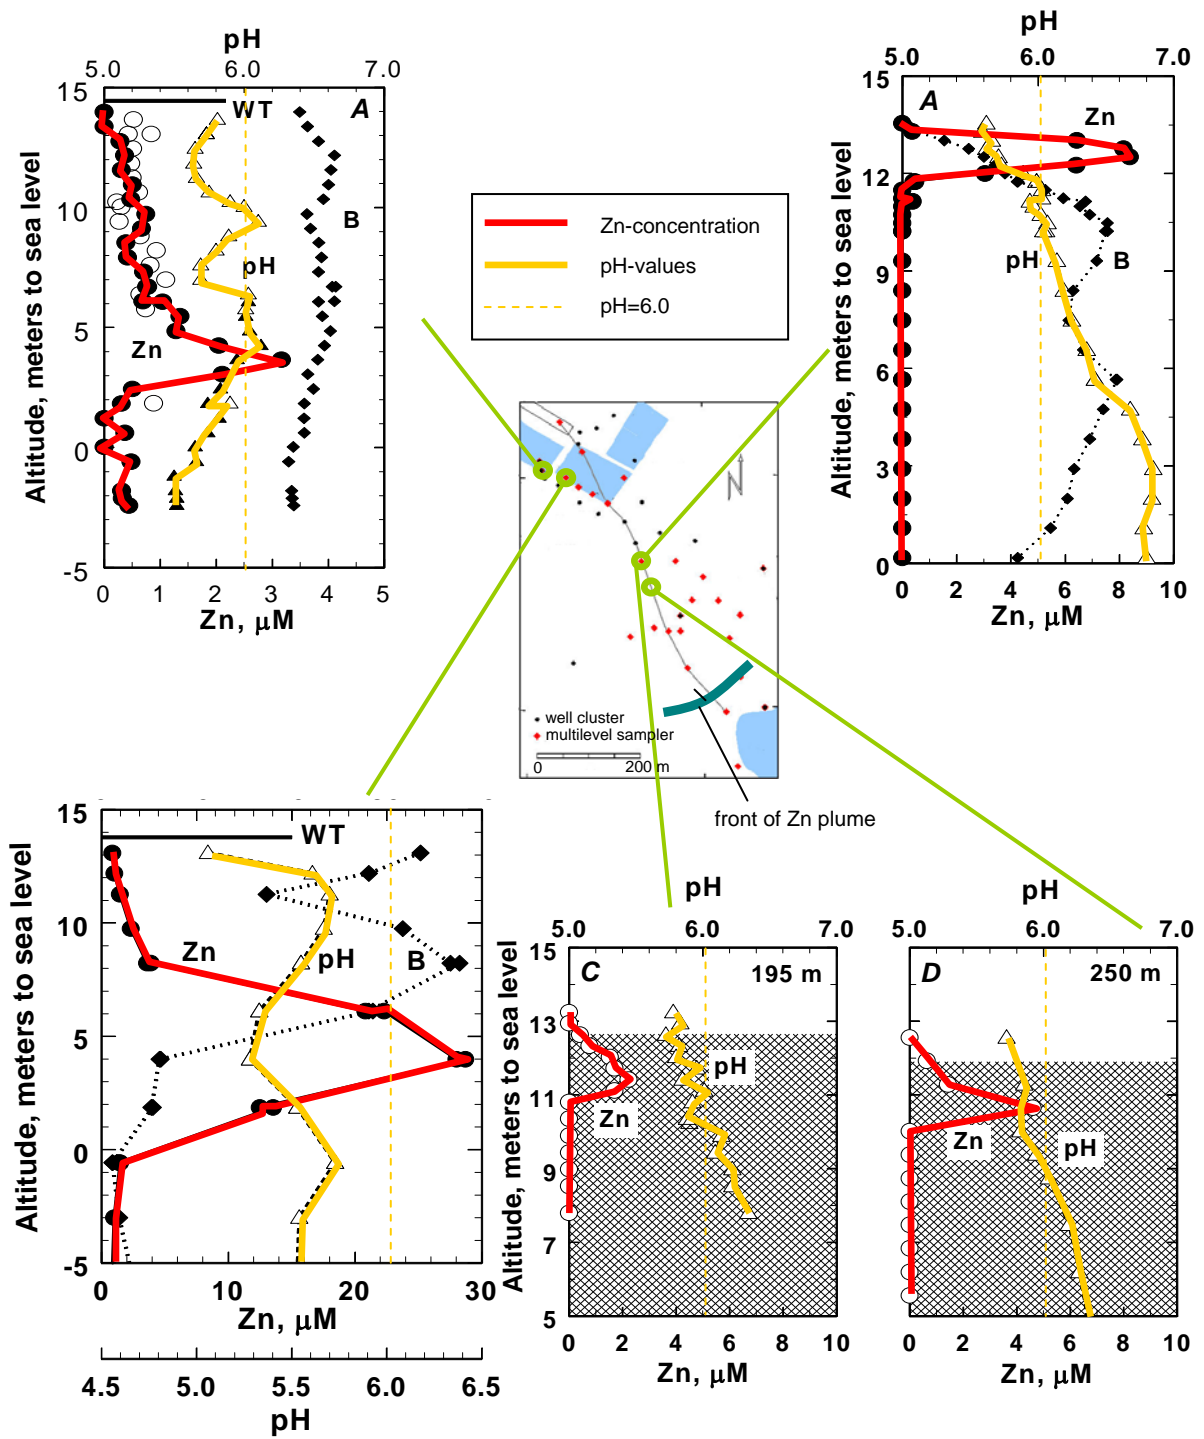 pH
5.0 6.0 7.0
15
10
5
0
-5
Altitude, meters to sea level
WT
A
B
pH
Zn
0 1 2 3 4 5
Zn, μM
pH
5.0 6.0 7.0
15
12
9
6
3
0
Altitude, meters to sea level
A
Zn
pH
B
0 2 4 6 8 10
Zn, μM
Zn-concentration
pH-values
pH=6.0
N
well cluster
multilevel sampler
0 200 m
front of Zn plume
15
10
5
0
-5
Altitude, meters to sea level
WT
Zn
pH
B
0 10 20 30
Zn, μM
4.5 5.0 5.5 6.0 6.5
pH
pH
5.0 6.0 7.0
15
13
11
9
7
5
Altitude, meters to sea level
C
195 m
pH
Zn
0 2 4 6 8 10
Zn, μM
pH
5.0 6.0 7.0
D
250 m
Zn
pH
0 2 4 6 8 10
Zn, μM